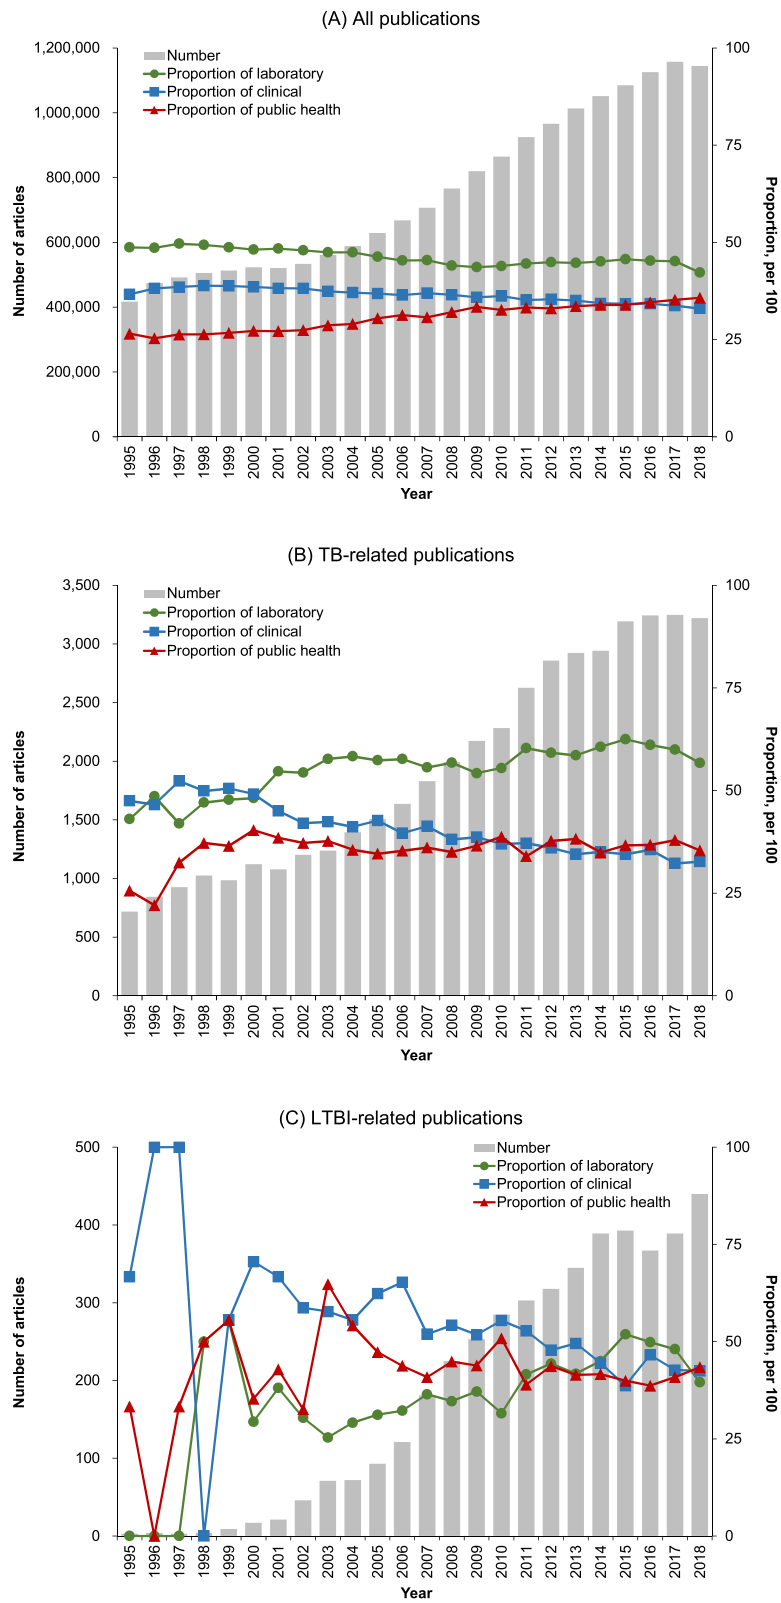 (A) All publications
1,200,000
1,000,000
800,000
600,000
400,000
200,000
0
Number of articles
Number
Proportion of laboratory
Proportion of clinical
Proportion of public health
100
75
50
25
0
Proportion, per 100
1995 1996 1997 1998 1999 2000 2001 2002 2003 2004 2005 2006 2007 2008 2009 2010 2011 2012 2013 2014 2015 2016 2017 2018
Year
(B) TB-related publications
3,500
3,000
2,500
2,000
1,500
1,000
500
0
Number of articles
Number
Proportion of laboratory
Proportion of clinical
Proportion of public health
100
75
50
25
0
Proportion, per 100
1995 1996 1997 1998 1999 2000 2001 2002 2003 2004 2005 2006 2007 2008 2009 2010 2011 2012 2013 2014 2015 2016 2017 2018
Year
(C) LTBI-related publications
500
400
300
200
100
0
Number of articles
Number
Proportion of laboratory
Proportion of clinical
Proportion of public health
100
75
50
25
0
Proportion, per 100
1995 1996 1997 1998 1999 2000 2001 2002 2003 2004 2005 2006 2007 2008 2009 2010 2011 2012 2013 2014 2015 2016 2017 2018
Year